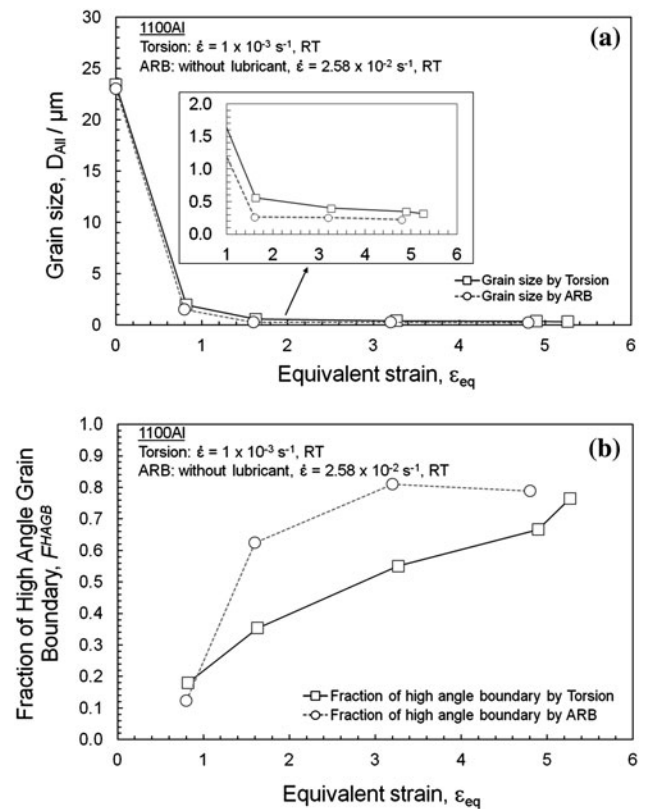 30
25
20
15
10
5
0
Grain size, D_All / µm
1100Al
Torsion: ε̇ = 1 x 10⁻³ s⁻¹, RT
ARB: without lubricant, ε̇ = 2.58 x 10⁻² s⁻¹, RT
(a)
2.0
1.5
1.0
0.5
0.0
1 2 3 4 5 6
Grain size by Torsion
Grain size by ARB
0 1 2 3 4 5 6
Equivalent strain, ε_eq
1.0
0.9
0.8
0.7
0.6
0.5
0.4
0.3
0.2
0.1
0.0
Fraction of High Angle Grain
Boundary, F^HAGB
1100Al
Torsion: ε̇ = 1 x 10⁻³ s⁻¹, RT
ARB: without lubricant, ε̇ = 2.58 x 10⁻² s⁻¹, RT
(b)
Fraction of high angle boundary by Torsion
Fraction of high angle boundary by ARB
0 1 2 3 4 5 6
Equivalent strain, ε_eq